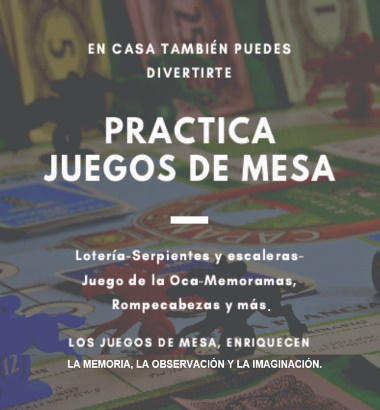 EN CASA TAMBIÉN PUEDES
DIVERTIRTE
PRACTICA
JUEGOS DE MESA
Lotería-Serpientes y escaleras-
Juego de la Oca-Memoramas,
Rompecabezas y más.
LOS JUEGOS DE MESA, ENRIQUECEN
LA MEMORIA, LA OBSERVACIÓN Y LA IMAGINACIÓN.